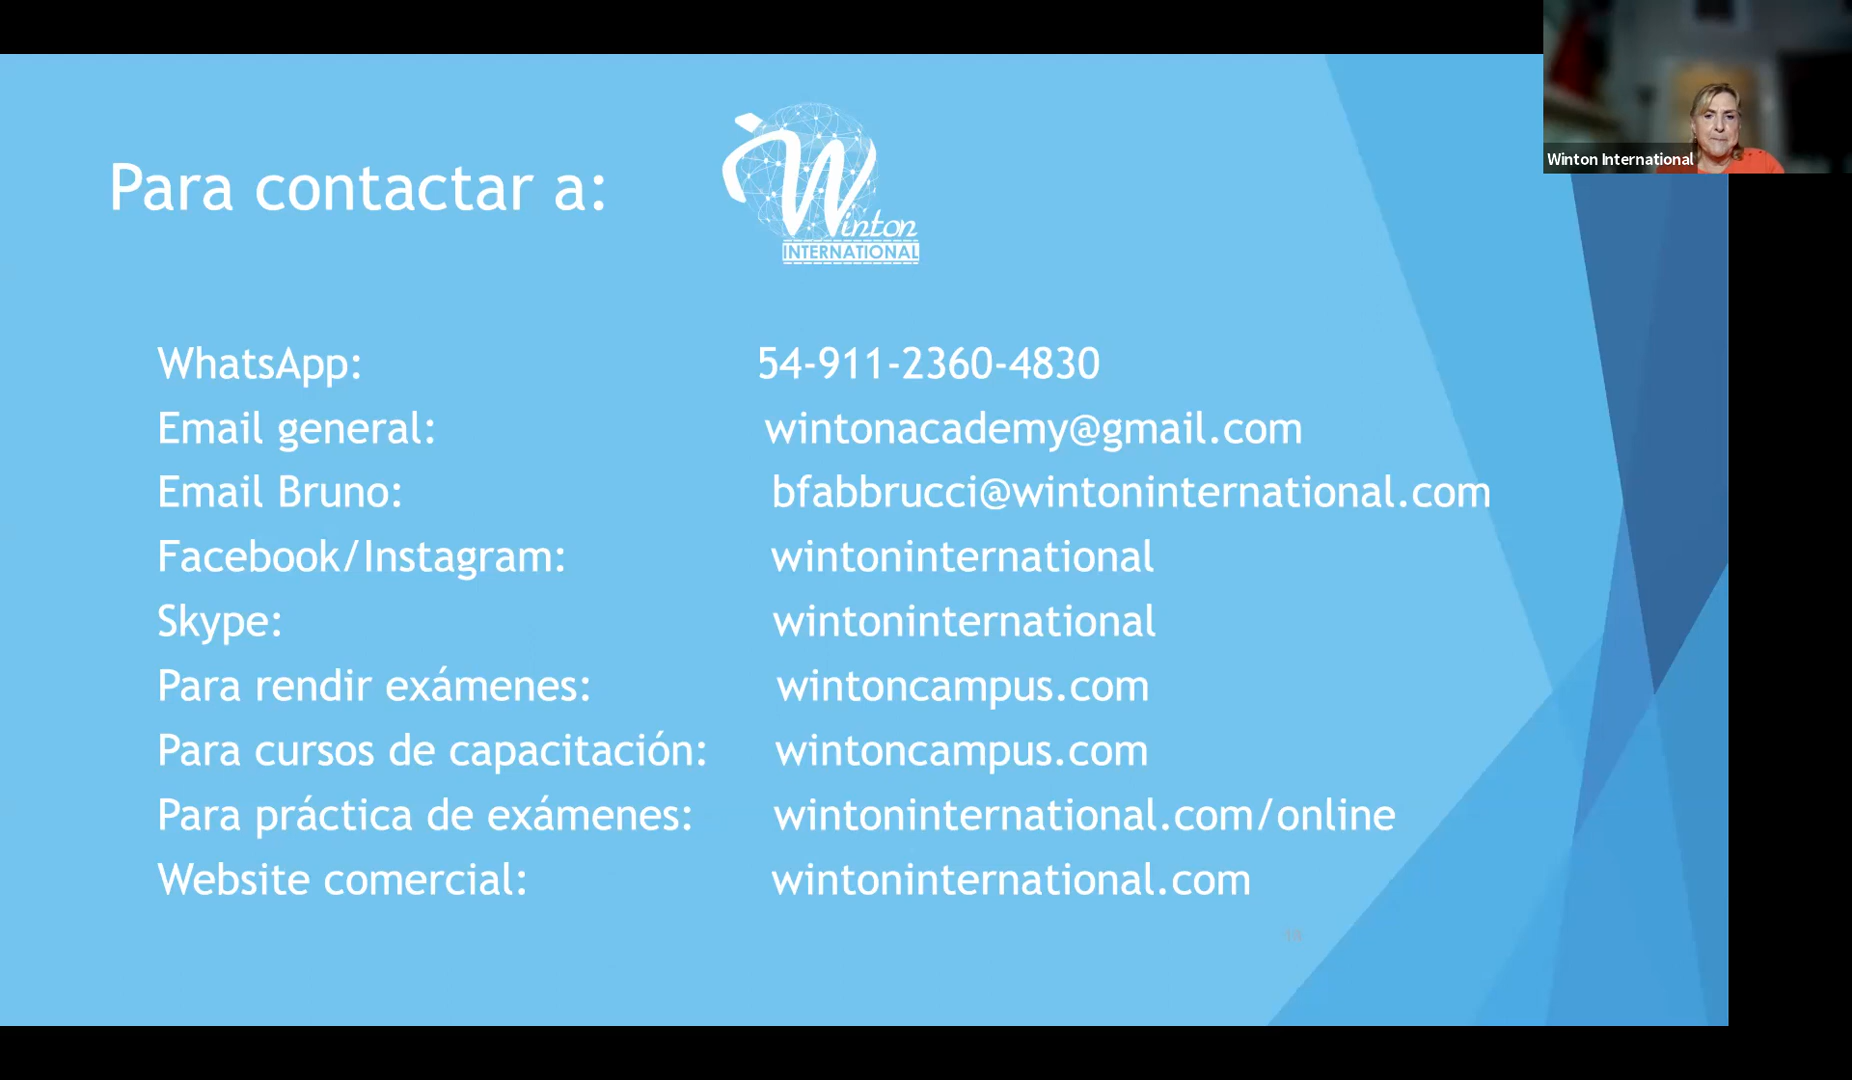 Winton International
Para contactar a:
Winton
INTERNATIONAL
WhatsApp: 54-911-2360-4830
Email general: wintonacademy@gmail.com
Email Bruno: bfabbrucci@wintoninternational.com
Facebook/Instagram: wintoninternational
Skype: wintoninternational
Para rendir exámenes: wintoncampus.com
Para cursos de capacitación: wintoncampus.com
Para práctica de exámenes: wintoninternational.com/online
Website comercial: wintoninternational.com